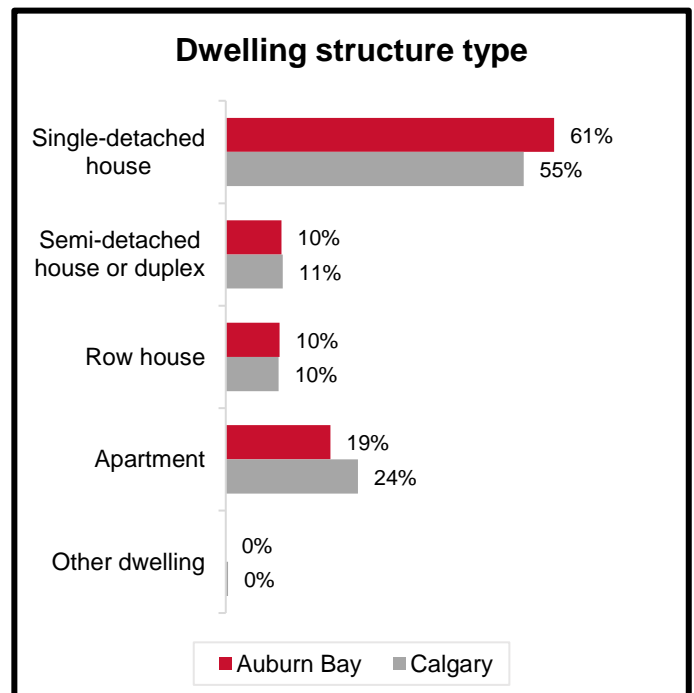 Dwelling structure type
Single-detached
house
61%
55%
Semi-detached
house or duplex
10%
11%
Row house
10%
10%
Apartment
19%
24%
Other dwelling
0%
0%
Auburn Bay
Calgary